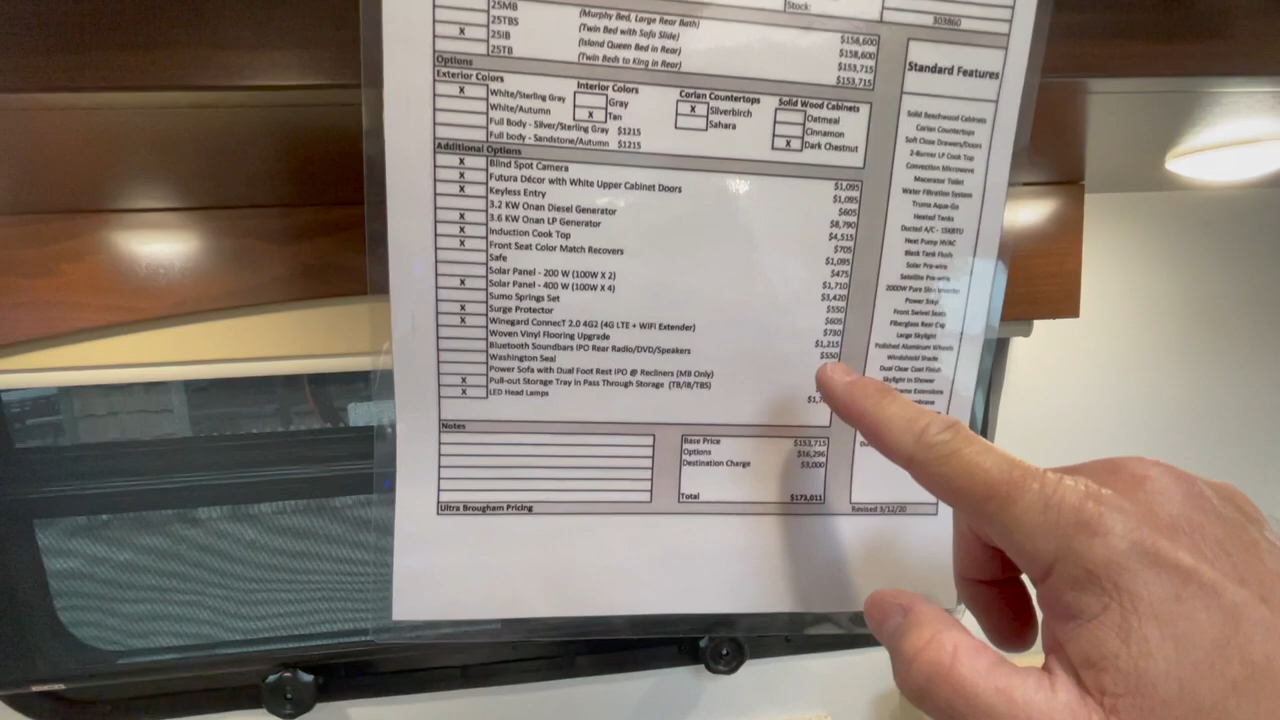 Stock:
303860
25MB (Murphy Bed, Large Rear Bath) $158,600
25TBS (Twin Bed with Sofa Slide) $158,600
X 25IB (Island Queen Bed in Rear) $153,715
25TB (Twin Beds to King in Rear) $153,715
Options
Exterior Colors Interior Colors Corian Countertops Solid Wood Cabinets
X White/Sterling Gray Gray X Silverbirch Oatmeal
White/Autumn X Tan Sahara Cinnamon
Full Body - Silver/Sterling Gray $1215 X Dark Chestnut
Full body - Sandstone/Autumn $1215
Additional Options
X Blind Spot Camera $1,095
X Futura Décor with White Upper Cabinet Doors $1,095
X Keyless Entry $605
3.2 KW Onan Diesel Generator $8,790
X 3.6 KW Onan LP Generator $4,515
X Induction Cook Top $705
X Front Seat Color Match Recovers $1,095
Safe $475
Solar Panel - 200 W (100W X 2) $1,710
X Solar Panel - 400 W (100W X 4) $3,420
Sumo Springs Set $550
X Surge Protector $605
X Winegard ConnecT 2.0 4G2 (4G LTE + WiFi Extender) $730
Woven Vinyl Flooring Upgrade $1,215
Bluetooth Soundbars IPO Rear Radio/DVD/Speakers $550
Washington Seal
Power Sofa with Dual Foot Rest IPO @ Recliners (MB Only)
X Pull-out Storage Tray in Pass Through Storage (TB/IB/TBS)
X LED Head Lamps
Notes
Base Price $153,715
Options $16,296
Destination Charge $3,000
Total $173,011
Ultra Brougham Pricing
Revised 3/12/20
Standard Features
Solid Beechwood Cabinets
Corian Countertops
Soft Close Drawers/Doors
2-Burner LP Cook Top
Convection Microwave
Macerator Toilet
Water Filtration System
Truma Aqua-Go
Heated Tanks
Ducted A/C - 15KBTU
Heat Pump HVAC
Black Tank Flush
Solar Pre-wire
Satellite Pre-wire
2000W Pure Sine Inverter
Power Step
Front Swivel Seats
Fiberglass Rear Cap
Large Skylight
Polished Aluminum Wheels
Windshield Shade
Dual Clear Coat Finish
Skylight in Shower
Extensions